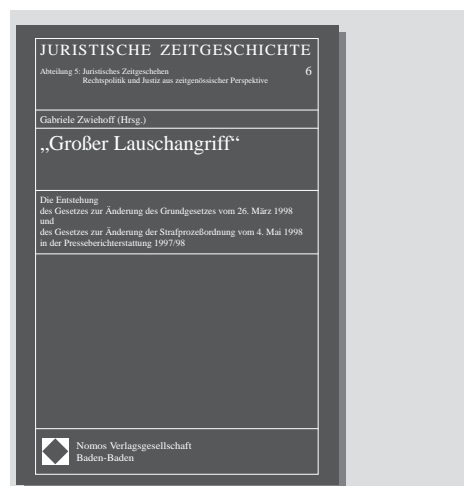 JURISTISCHE ZEITGESCHICHTE
Abteilung 5: Juristisches Zeitgeschehen 6
Rechtspolitik und Justiz aus zeitgenössischer Perspektive
Gabriele Zwiehoff (Hrsg.)
„Großer Lauschangriff“
Die Entstehung
des Gesetzes zur Änderung des Grundgesetzes vom 26. März 1998
und
des Gesetzes zur Änderung der Strafprozeßordnung vom 4. Mai 1998
in der Presseberichterstattung 1997/98
Nomos Verlagsgesellschaft
Baden-Baden